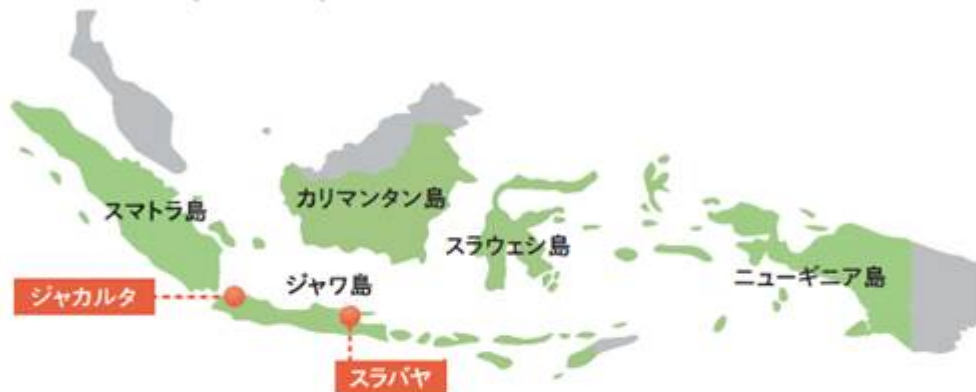 スマトラ島
カリマンタン島
スラウェシ島
ニューギニア島
ジャワ島
ジャカルタ
スラバヤ